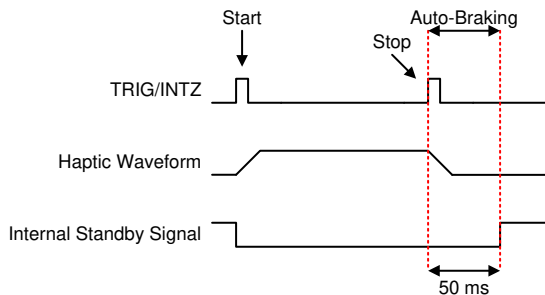 Start
Auto-Braking
Stop
TRIG/INTZ
Haptic Waveform
Internal Standby Signal
50 ms